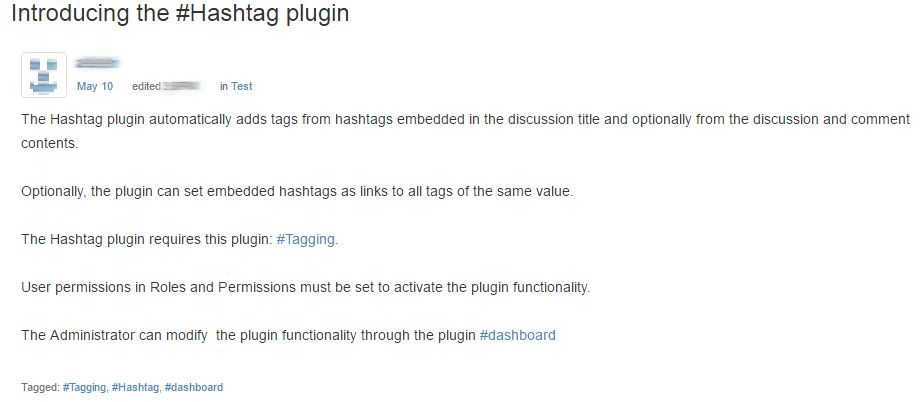 Introducing the #Hashtag plugin
May 10 edited in Test
The Hashtag plugin automatically adds tags from hashtags embedded in the discussion title and optionally from the discussion and comment
contents.
Optionally, the plugin can set embedded hashtags as links to all tags of the same value.
The Hashtag plugin requires this plugin: #Tagging.
User permissions in Roles and Permissions must be set to activate the plugin functionality.
The Administrator can modify  the plugin functionality through the plugin #dashboard
Tagged: #Tagging, #Hashtag, #dashboard